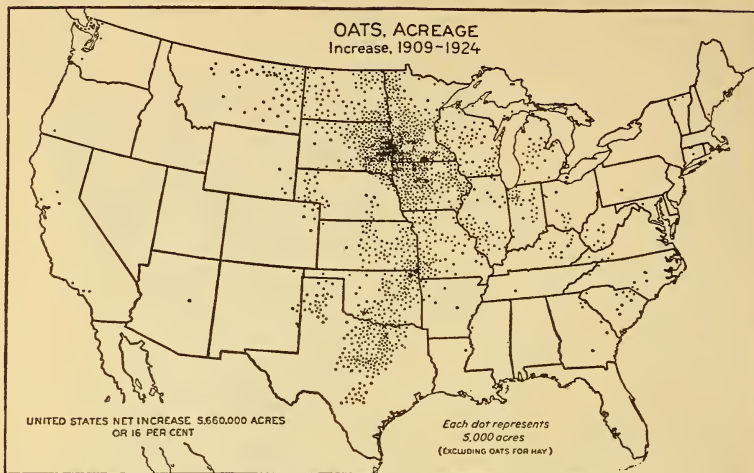 OATS, ACREAGE
Increase, 1909-1924
UNITED STATES NET INCREASE 5,660,000 ACRES
OR 16 PER CENT
Each dot represents
5,000 acres
(EXCLUDING OATS FOR HAY)